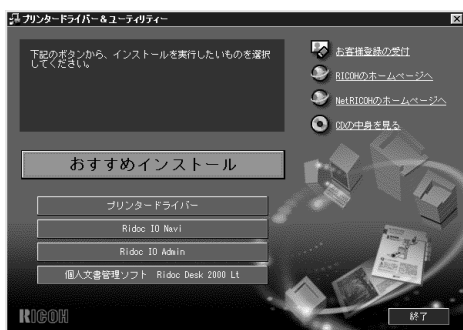 プリンタードライバー&ユーティリティー
下記のボタンから、インストールを実行したいものを選択
してください。
お客様登録の受付
RICOHのホームページへ
NetRICOHのホームページへ
CDの中身を見る
おすすめインストール
プリンタードライバー
Ridoc IO Navi
Ridoc IO Admin
個人文書管理ソフト Ridoc Desk 2000 Lt
RICOH
終了